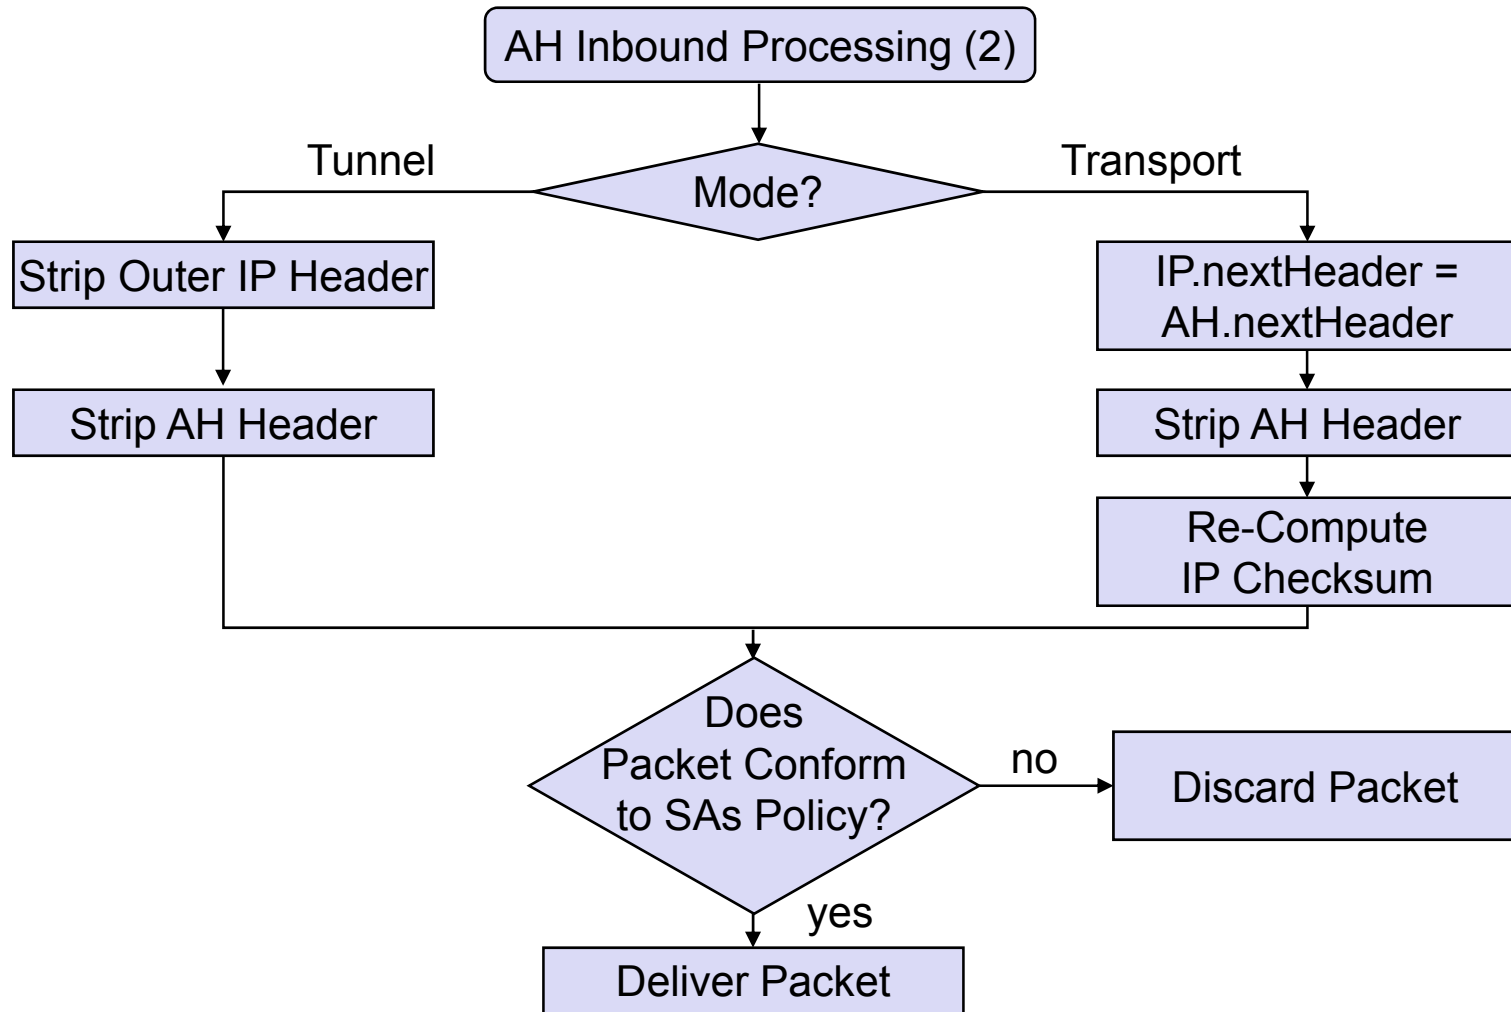 AH Inbound Processing (2)
Tunnel
Transport
Mode?
Strip Outer IP Header
IP.nextHeader =
AH.nextHeader
Strip AH Header
Strip AH Header
Re-Compute
IP Checksum
Does
Packet Conform
to SAs Policy?
no
Discard Packet
yes
Deliver Packet